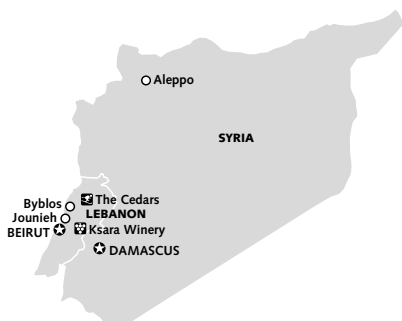 Aleppo
SYRIA
The Cedars
Byblos
LEBANON
Jounieh
BEIRUT
Ksara Winery
DAMASCUS